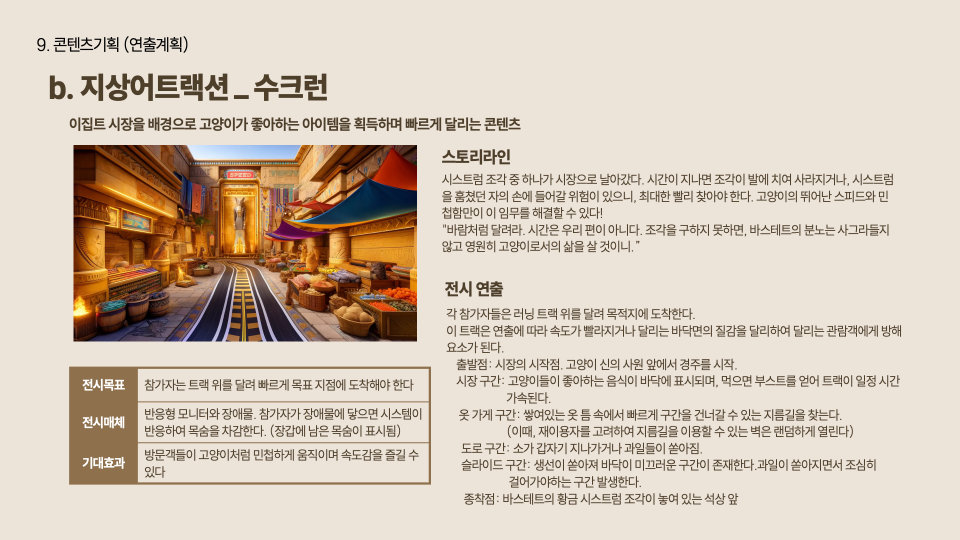 9. 콘텐츠기획 (연출계획)
b. 지상어트랙션 _ 수크런
이집트 시장을 배경으로 고양이가 좋아하는 아이템을 획득하며 빠르게 달리는 콘텐츠
SPEED
스토리라인
시스트럼 조각 중 하나가 시장으로 날아갔다. 시간이 지나면 조각이 발에 치여 사라지거나, 시스트럼
을 훔쳤던 자의 손에 들어갈 위험이 있으니, 최대한 빨리 찾아야 한다. 고양이의 뛰어난 스피드와 민
첩함만이 이 임무를 해결할 수 있다!
"바람처럼 달려라. 시간은 우리 편이 아니다. 조각을 구하지 못하면, 바스테트의 분노는 사그라들지
않고 영원히 고양이로서의 삶을 살 것이니. "
전시 연출
각 참가자들은 러닝 트랙 위를 달려 목적지에 도착한다.
이 트랙은 연출에 따라 속도가 빨라지거나 달리는 바닥면의 질감을 달리하여 달리는 관람객에게 방해
요소가 된다.
출발점: 시장의 시작점. 고양이 신의 사원 앞에서 경주를 시작.
시장 구간: 고양이들이 좋아하는 음식이 바닥에 표시되며, 먹으면 부스트를 얻어 트랙이 일정 시간
가속된다.
옷 가게 구간: 쌓여있는 옷 틈 속에서 빠르게 구간을 건너갈 수 있는 지름길을 찾는다.
(이때, 재이용자를 고려하여 지름길을 이용할 수 있는 벽은 랜덤하게 열린다)
도로 구간: 소가 갑자기 지나가거나 과일들이 쏟아짐.
슬라이드 구간: 생선이 쏟아져 바닥이 미끄러운 구간이 존재한다.과일이 쏟아지면서 조심히
걸어가야하는 구간 발생한다.
종착점: 바스테트의 황금 시스트럼 조각이 놓여 있는 석상 앞
전시목표 참가자는 트랙 위를 달려 빠르게 목표 지점에 도착해야 한다
전시매체 반응형 모니터와 장애물. 참가자가 장애물에 닿으면 시스템이
반응하여 목숨을 차감한다. (장갑에 남은 목숨이 표시됨)
기대효과 방문객들이 고양이처럼 민첩하게 움직이며 속도감을 즐길 수
있다